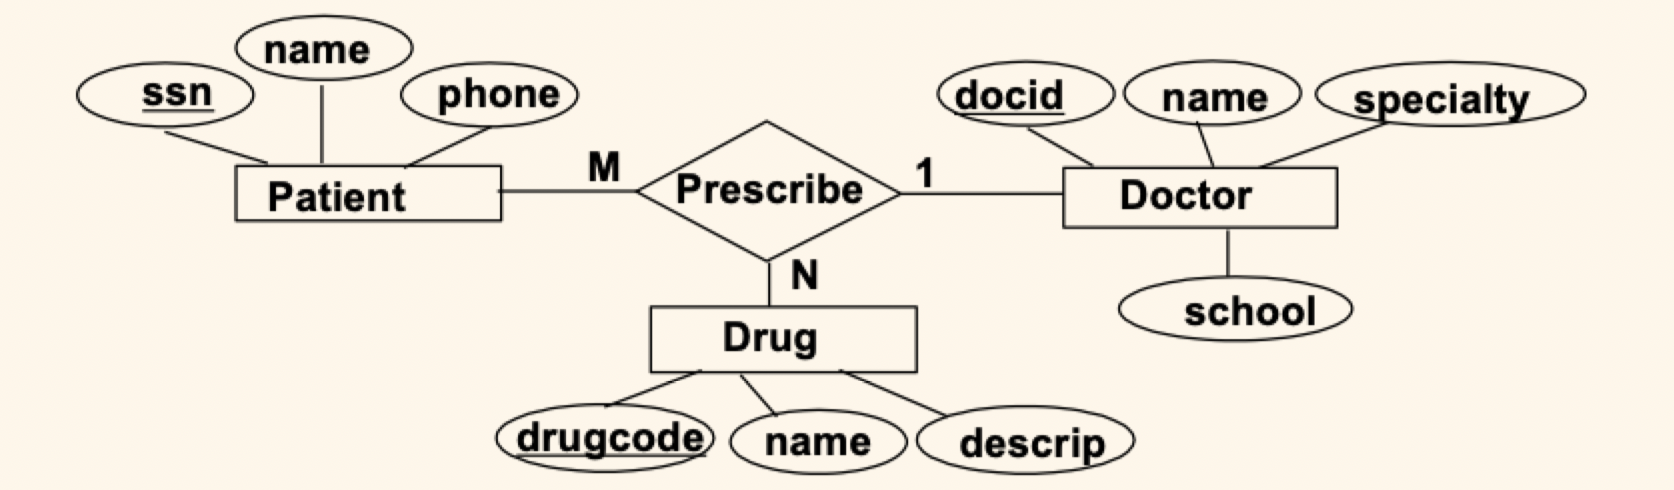 name
ssn
phone
docid
name
specialty
M
1
Patient
Prescribe
Doctor
N
school
Drug
drugcode
name
descrip